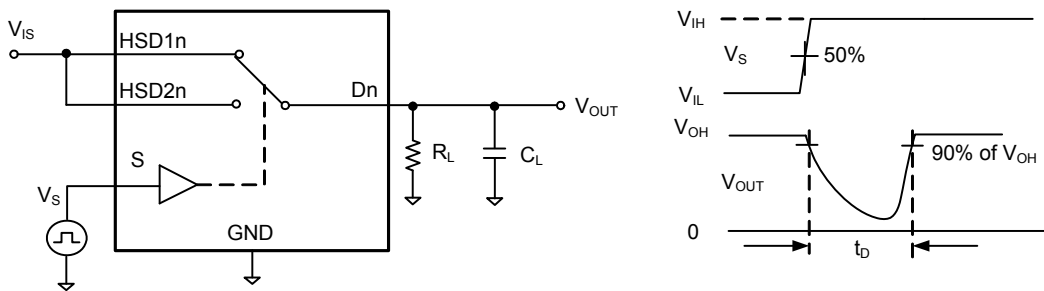 V_IS
HSD1n
HSD2n
Dn
V_OUT
R_L
C_L
S
V_S
GND
V_IH
V_S
50%
V_IL
V_OH
90% of V_OH
V_OUT
0
t_D